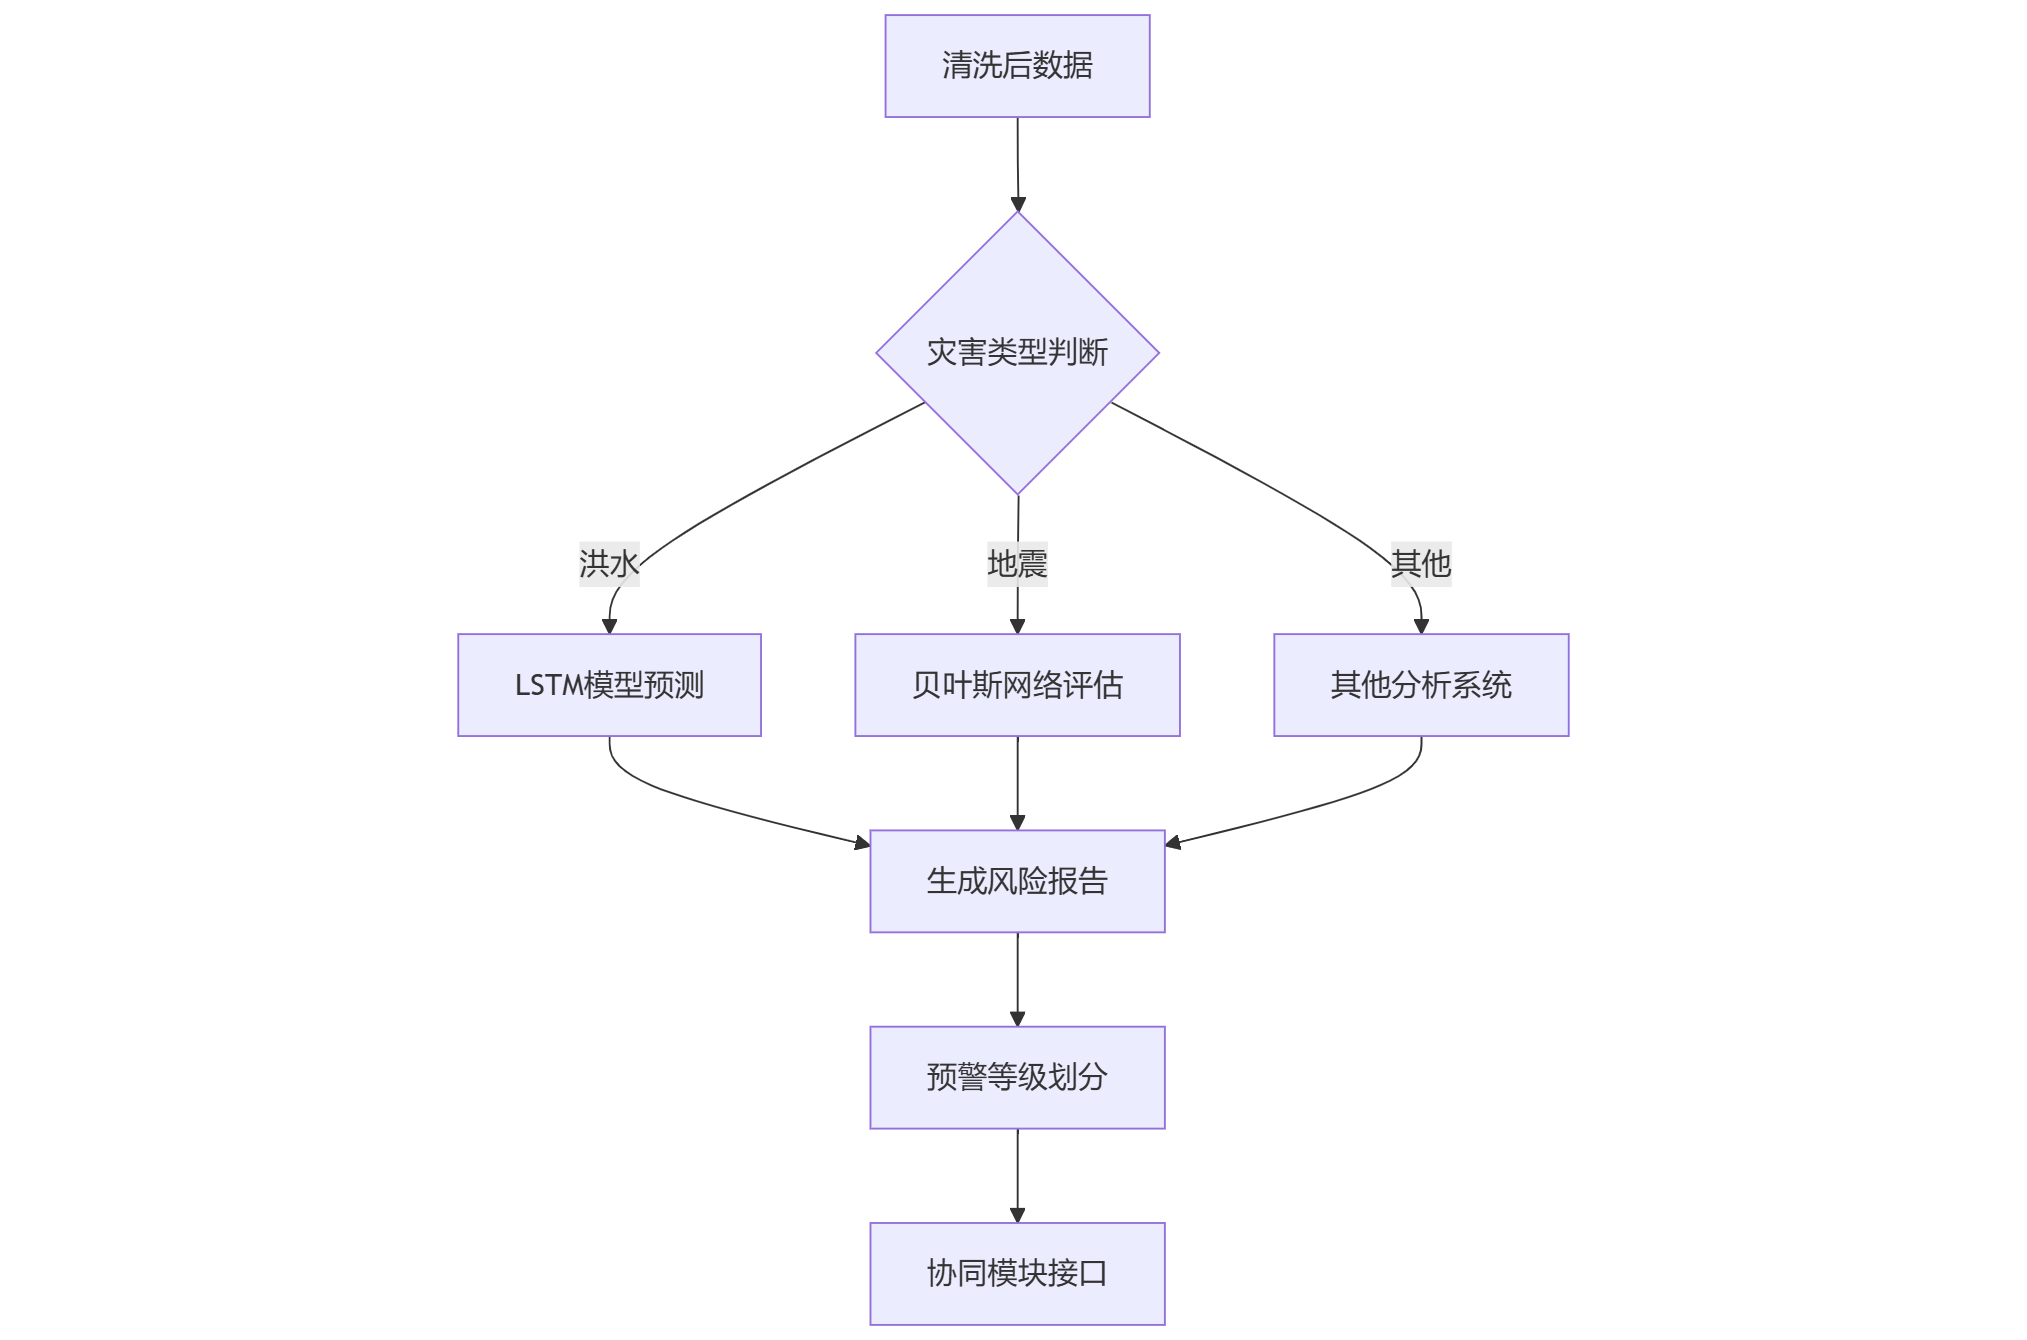 清洗后数据
灾害类型判断
洪水
地震
其他
LSTM模型预测
贝叶斯网络评估
其他分析系统
生成风险报告
预警等级划分
协同模块接口